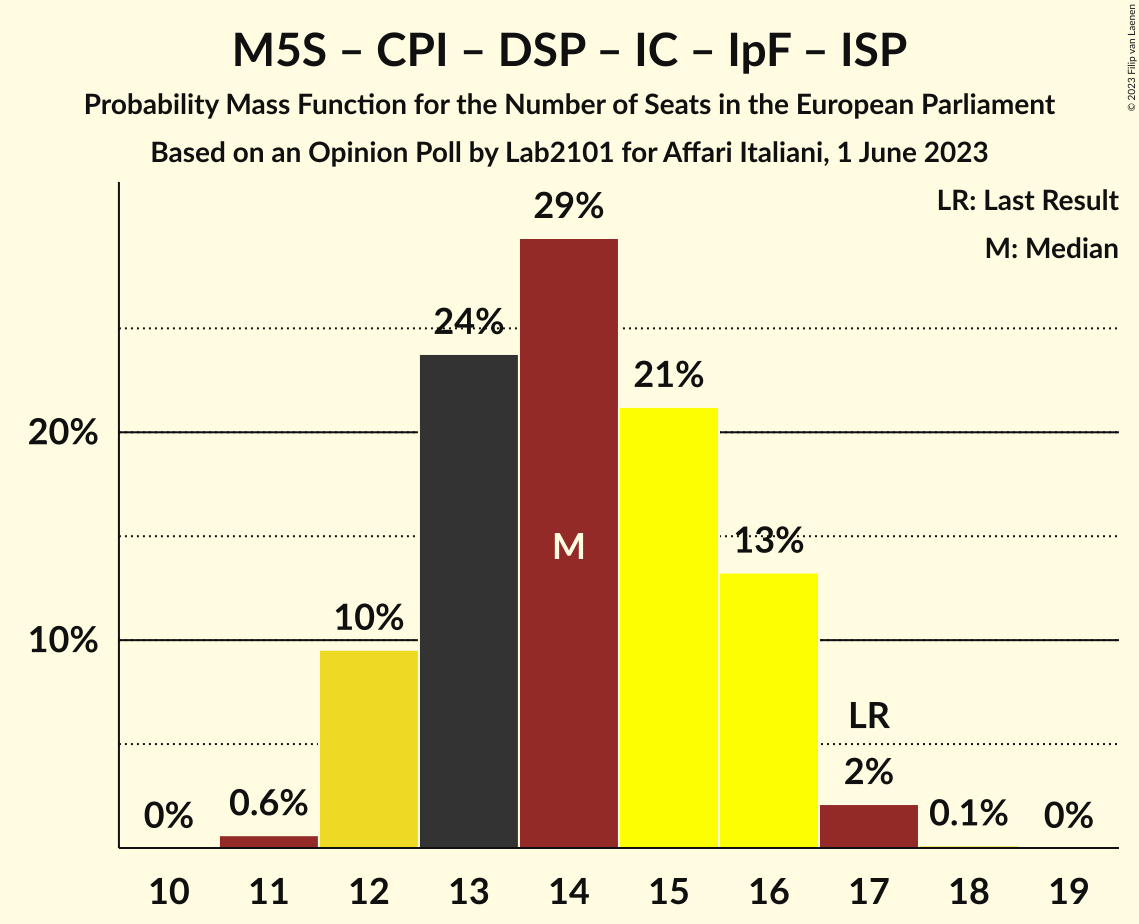 M5S – CPI – DSP – IC – IpF – ISP
Probability Mass Function for the Number of Seats in the European Parliament
Based on an Opinion Poll by Lab2101 for Affari Italiani, 1 June 2023
© 2023 Filip van Laenen
LR: Last Result
M: Median
29%
24%
21%
20%
13%
M
10%
10%
LR
2%
0.6%
0%
0.1%
0%
10 11 12 13 14 15 16 17 18 19